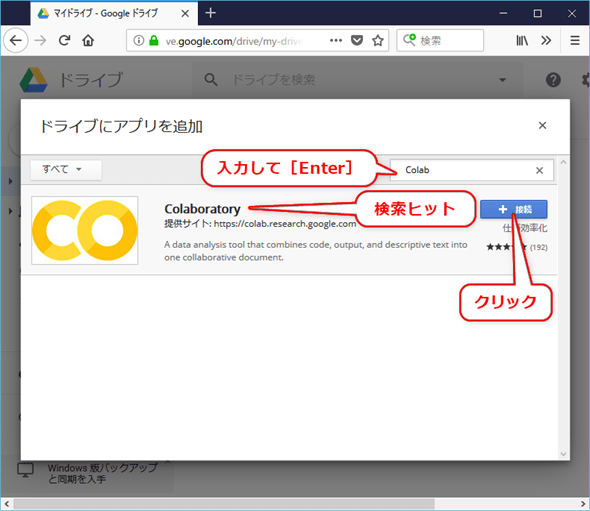 マイドライブ - Google ドライブ
ve.google.com/drive/my-drive
検索
ドライブ
ドライブを検索
ドライブにアプリを追加
すべて
入力して［Enter］
Colab
Colaboratory
検索ヒット
接続
提供サイト: https://colab.research.google.com
A data analysis tool that combines code, output, and descriptive text into
one collaborative document.
(192)
クリック
Windows 版バックアップ
と同期を入手